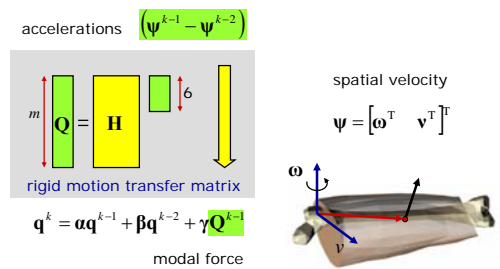 accelerations (ψ^{k-1} − ψ^{k-2})
m Q = H 6
rigid motion transfer matrix
q^k = αq^{k-1} + βq^{k-2} + γQ^{k-1}
modal force
spatial velocity
ψ = [ω^T v^T]^T
ω
v